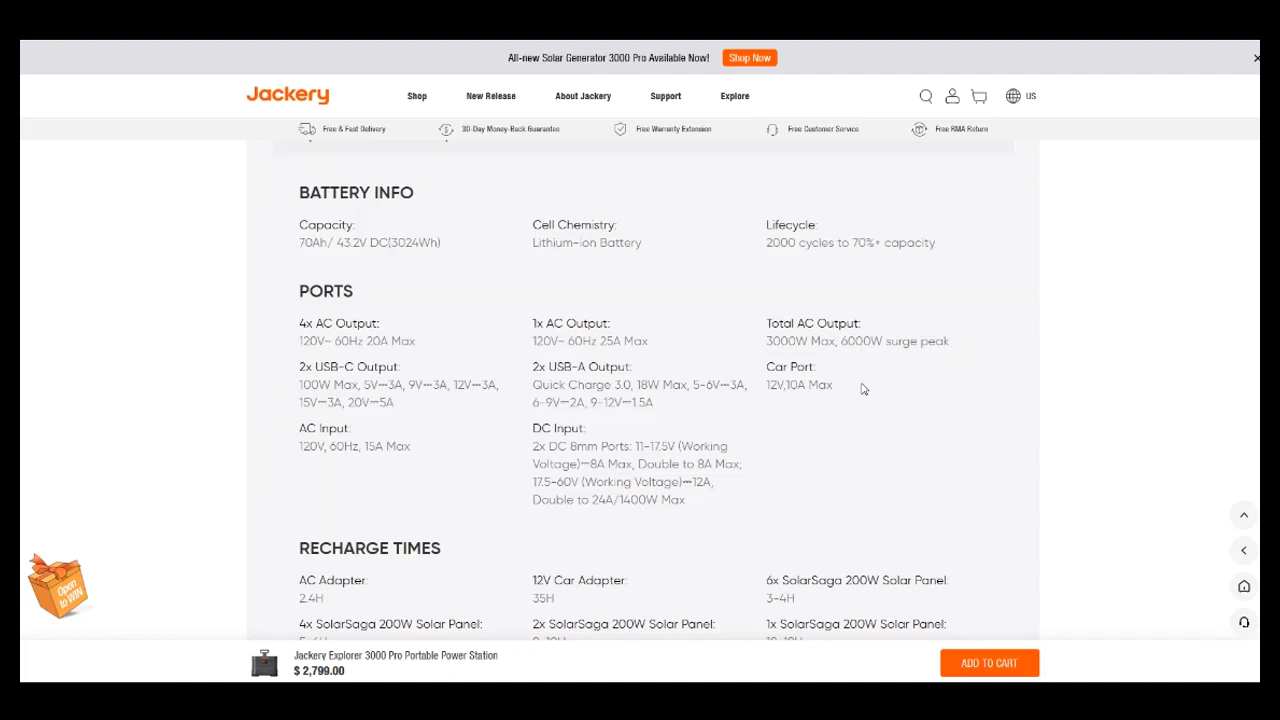 All-new Solar Generator 3000 Pro Available Now! Shop Now
Jackery Shop New Release About Jackery Support Explore US
Free & Fast Delivery 30-Day Money-Back Guarantee Free Warranty Extension Free Customer Service Free RMA Return
BATTERY INFO
Capacity: Cell Chemistry: Lifecycle:
70Ah/ 43.2V DC(3024Wh) Lithium-ion Battery 2000 cycles to 70%+ capacity
PORTS
4x AC Output: 1x AC Output: Total AC Output:
120V~ 60Hz 20A Max 120V~ 60Hz 25A Max 3000W Max, 6000W surge peak
2x USB-C Output: 2x USB-A Output: Car Port:
100W Max, 5V⎓3A, 9V⎓3A, 12V⎓3A, Quick Charge 3.0, 18W Max, 5-6V⎓3A, 12V,10A Max
15V⎓3A, 20V⎓5A 6-9V⎓2A, 9-12V⎓1.5A
AC Input: DC Input:
120V, 60Hz, 15A Max 2x DC 8mm Ports: 11-17.5V (Working
Voltage)⎓8A Max, Double to 8A Max;
17.5-60V (Working Voltage)⎓12A,
Double to 24A/1400W Max
RECHARGE TIMES
AC Adapter: 12V Car Adapter: 6x SolarSaga 200W Solar Panel:
2.4H 35H 3-4H
4x SolarSaga 200W Solar Panel: 2x SolarSaga 200W Solar Panel: 1x SolarSaga 200W Solar Panel:
Open
to WIN
Jackery Explorer 3000 Pro Portable Power Station
$ 2,799.00 ADD TO CART